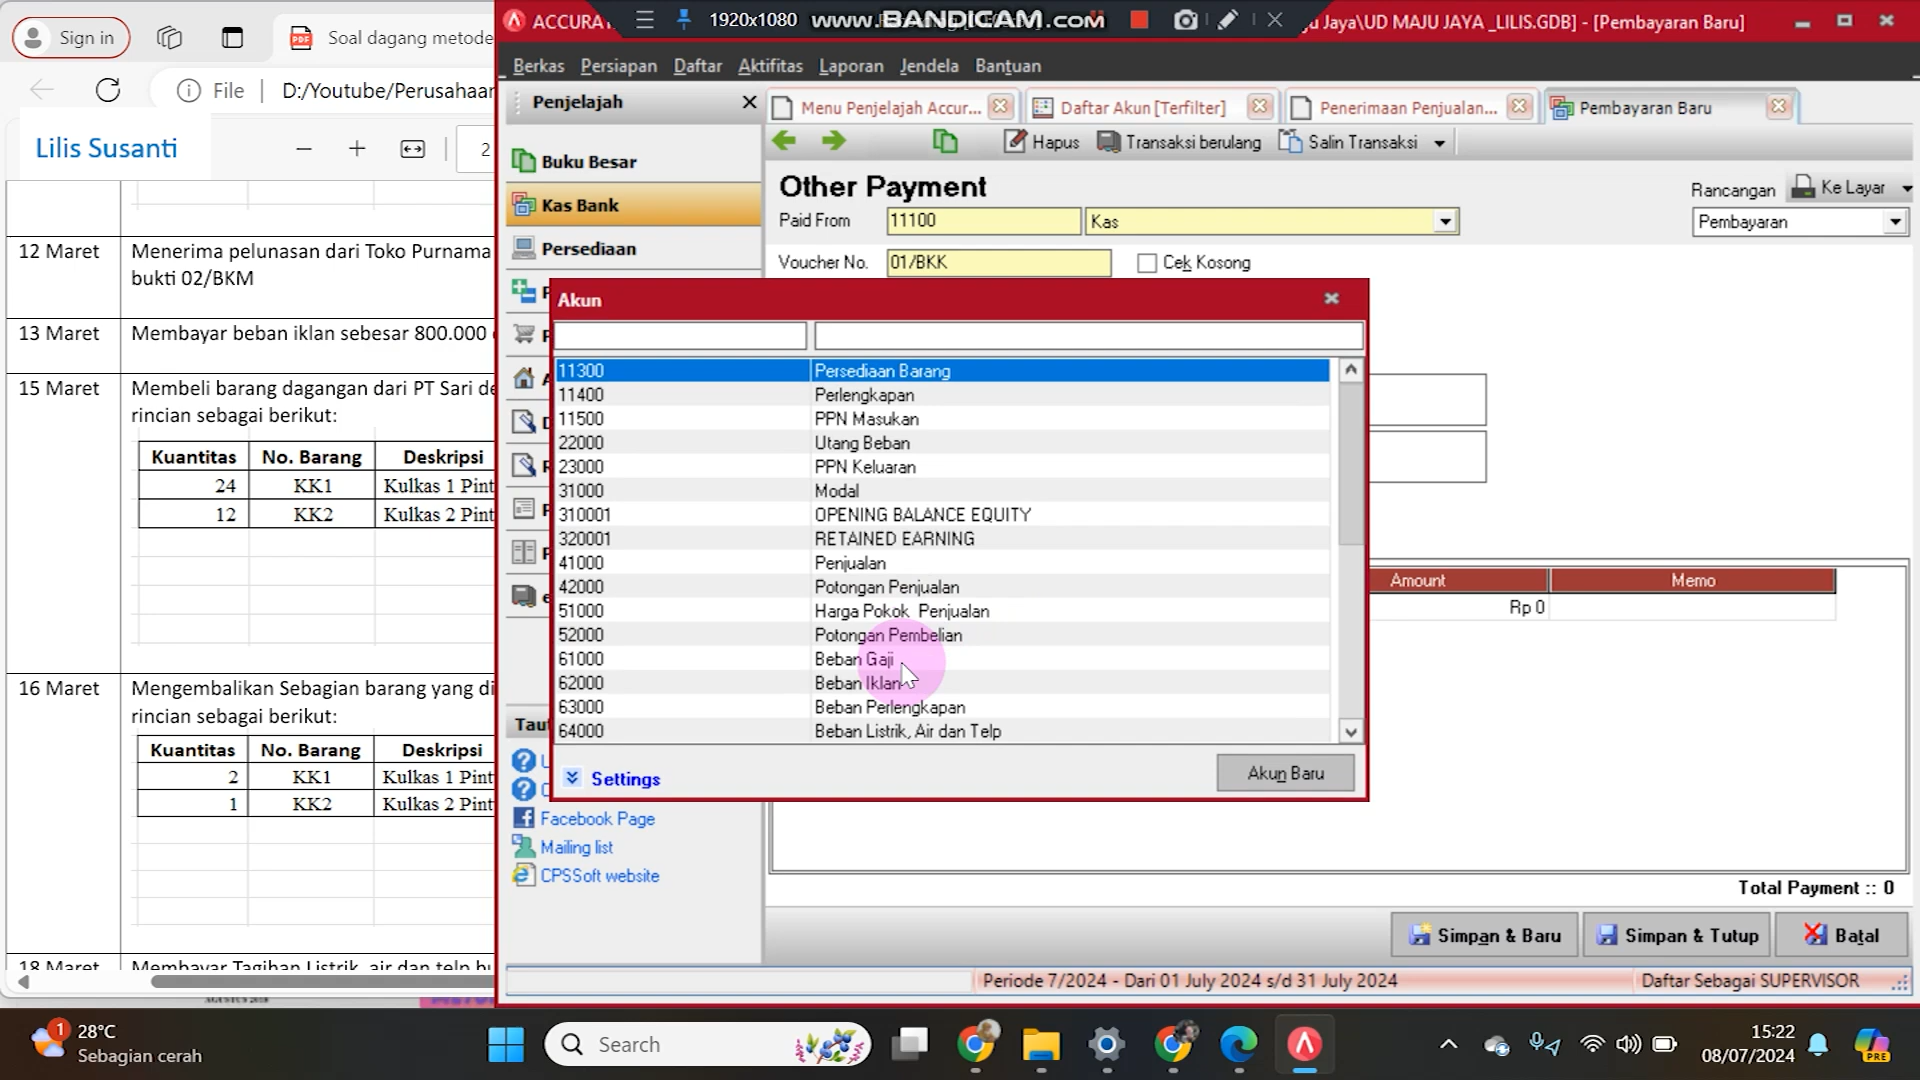 Sign in
Soal dagang metode
File
D:/Youtube/Perusahaan
Lilis Susanti
2
12 Maret
Menerima pelunasan dari Toko Purnama
bukti 02/BKM
13 Maret
Membayar beban iklan sebesar 800.000
15 Maret
Membeli barang dagangan dari PT Sari
rincian sebagai berikut:
Kuantitas No. Barang Deskripsi
24 KK1 Kulkas 1 Pint
12 KK2 Kulkas 2 Pint
16 Maret
Mengembalikan Sebagian barang yang di
rincian sebagai berikut:
Kuantitas No. Barang Deskripsi
2 KK1 Kulkas 1 Pint
1 KK2 Kulkas 2 Pint
18 Maret
Membayar Tagihan Listrik, air dan telp
1920x1080
www.BANDICAM.com
Jaya\UD MAJU JAYA _LILIS.GDB] - [Pembayaran Baru]
Berkas Persiapan Daftar Aktifitas Laporan Jendela Bantuan
Penjelajah
Menu Penjelajah Accur...
Daftar Akun [Terfilter]
Penerimaan Penjualan...
Pembayaran Baru
Hapus
Transaksi berulang
Salin Transaksi
Buku Besar
Kas Bank
Persediaan
Other Payment
Rancangan
Ke Layar
Paid From 11100 Kas
Pembayaran
Voucher No. 01/BKK
Cek Kosong
Akun
11300 Persediaan Barang
11400 Perlengkapan
11500 PPN Masukan
22000 Utang Beban
23000 PPN Keluaran
31000 Modal
310001 OPENING BALANCE EQUITY
320001 RETAINED EARNING
41000 Penjualan
42000 Potongan Penjualan
51000 Harga Pokok Penjualan
52000 Potongan Pembelian
61000 Beban Gaji
62000 Beban Iklan
63000 Beban Perlengkapan
64000 Beban Listrik, Air dan Telp
Settings
Akun Baru
Amount Memo
Rp 0
Facebook Page
Mailing list
CPSSoft website
Total Payment :: 0
Simpan & Baru
Simpan & Tutup
Batal
Periode 7/2024 - Dari 01 July 2024 s/d 31 July 2024
Daftar Sebagai SUPERVISOR
1
28°C
Sebagian cerah
Search
15:22
08/07/2024
PRE